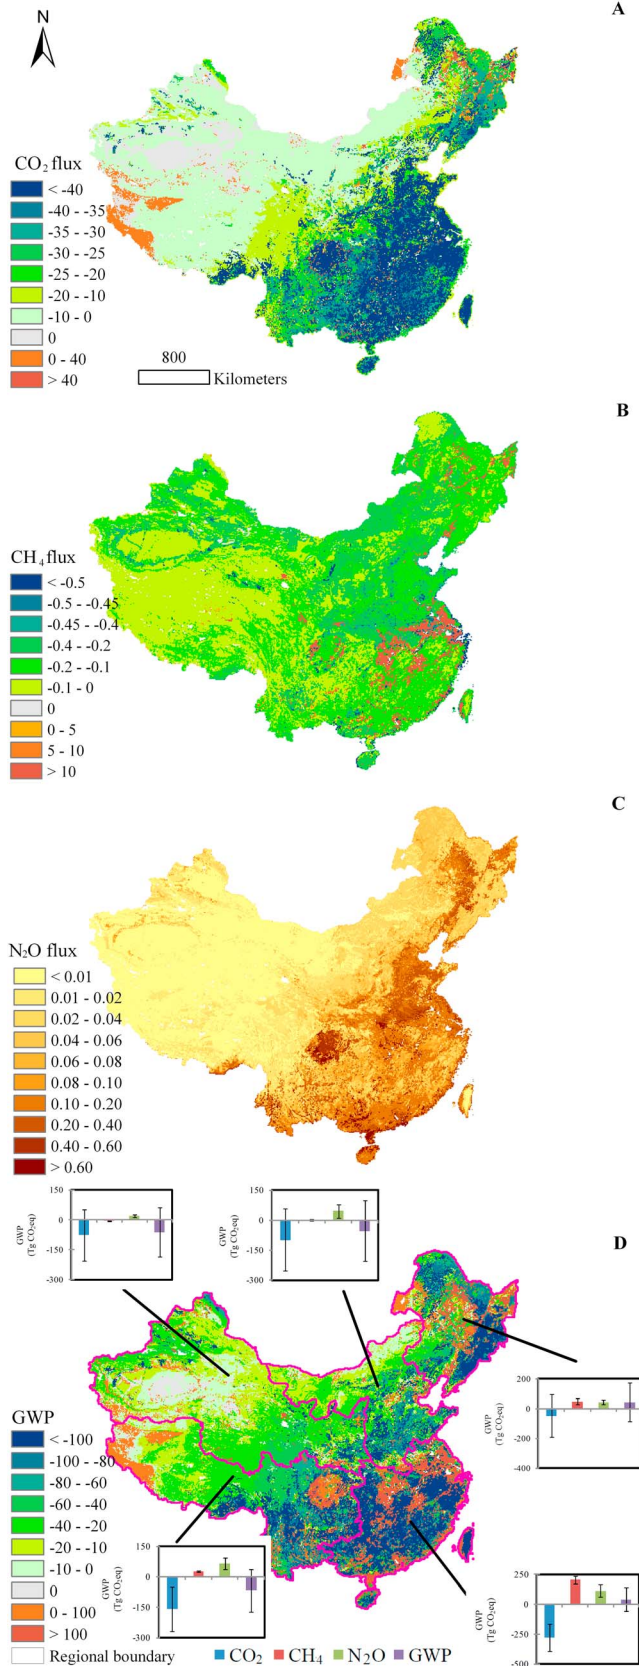 N
A
CO₂ flux
< -40
-40 - -35
-35 - -30
-30 - -25
-25 - -20
-20 - -10
-10 - 0
0
0 - 40
> 40
800
Kilometers
B
CH₄ flux
< -0.5
-0.5 - -0.45
-0.45 - -0.4
-0.4 - -0.2
-0.2 - -0.1
-0.1 - 0
0
0 - 5
5 - 10
> 10
C
N₂O flux
< 0.01
0.01 - 0.02
0.02 - 0.04
0.04 - 0.06
0.06 - 0.08
0.08 - 0.10
0.10 - 0.20
0.20 - 0.40
0.40 - 0.60
> 0.60
150
0
-150
-300
GWP
(Tg CO₂eq)
150
0
-150
-300
GWP
(Tg CO₂eq)
D
200
0
-200
-400
GWP
(Tg CO₂eq)
GWP
< -100
-100 - -80
-80 - -60
-60 - -40
-40 - -20
-20 - -10
-10 - 0
0
0 - 100
> 100
Regional boundary
150
0
-150
-300
GWP
(Tg CO₂eq)
250
0
-250
-500
GWP
(Tg CO₂eq)
CO₂ CH₄ N₂O GWP